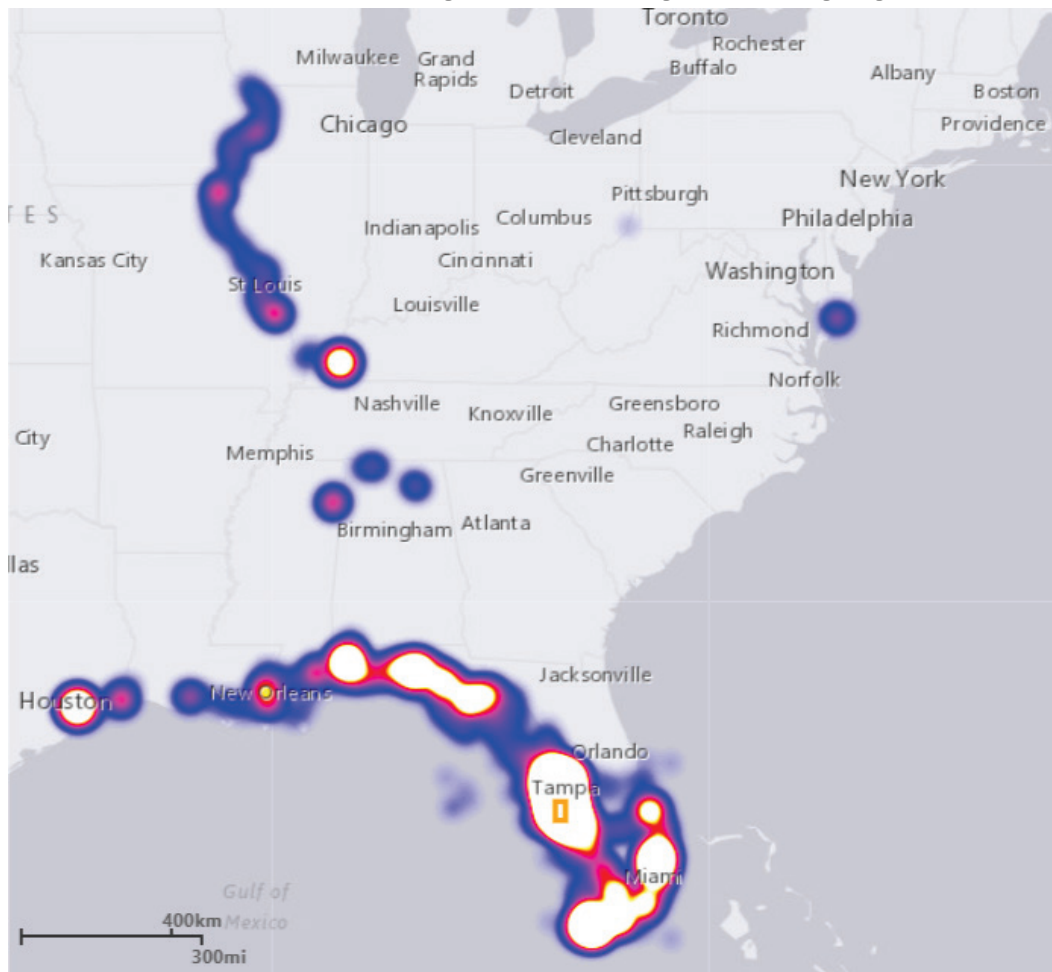 Toronto
Rochester
Milwaukee
Grand
Rapids
Buffalo
Albany
Detroit
Boston
Chicago
Providence
Cleveland
New York
Pittsburgh
TES
Columbus
Philadelphia
Indianapolis
Kansas City
Cincinnati
Washington
St Louis
Louisville
Richmond
Norfolk
Nashville
Knoxville
Greensboro
City
Charlotte
Raleigh
Memphis
Greenville
Birmingham
Atlanta
llas
Jacksonville
Houston
New Orleans
Orlando
Tampa
Miami
Gulf of
Mexico
400km
300mi